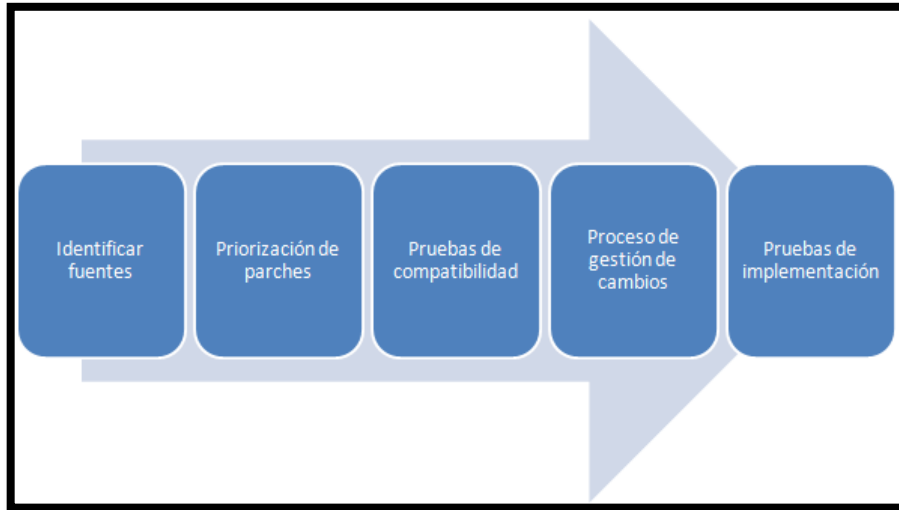 Identificar
fuentes
Priorización de
parches
Pruebas de
compatibilidad
Proceso de
gestión de
cambios
Pruebas de
implementación